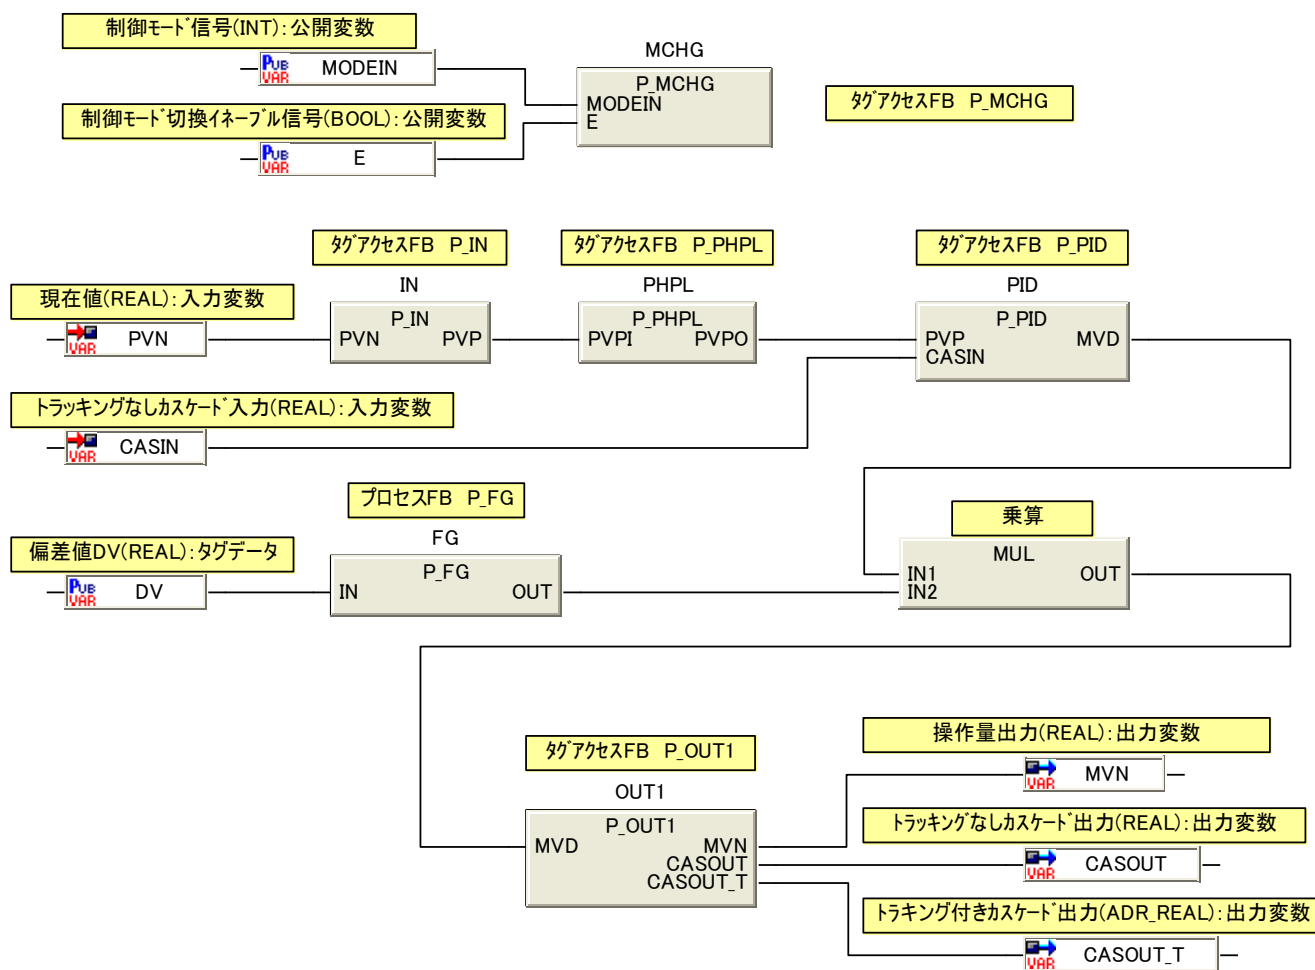 制御ﾓｰﾄﾞ信号(INT):公開変数
PUB VAR MODEIN
制御ﾓｰﾄﾞ切換ｲﾈｰﾌﾞﾙ信号(BOOL):公開変数
PUB VAR E
MCHG
P_MCHG
MODEIN
E
ﾀｸﾞｱｸｾｽFB P_MCHG
ﾀｸﾞｱｸｾｽFB P_IN
ﾀｸﾞｱｸｾｽFB P_PHPL
ﾀｸﾞｱｸｾｽFB P_PID
IN
PHPL
PID
現在値(REAL):入力変数
VAR PVN
P_IN
PVN PVP
P_PHPL
PVPI PVPO
P_PID
PVP MVD
CASIN
ﾄﾗｯｷﾝｸﾞなしｶｽｹｰﾄﾞ入力(REAL):入力変数
VAR CASIN
プロセスFB P_FG
FG
偏差値DV(REAL):タグデータ
PUB VAR DV
P_FG
IN OUT
乗算
MUL
IN1 OUT
IN2
ﾀｸﾞｱｸｾｽFB P_OUT1
OUT1
P_OUT1
MVD MVN
CASOUT
CASOUT_T
操作量出力(REAL):出力変数
VAR MVN
ﾄﾗｯｷﾝｸﾞなしｶｽｹｰﾄﾞ出力(REAL):出力変数
VAR CASOUT
ﾄﾗｷﾝｸﾞ付きｶｽｹｰﾄﾞ出力(ADR_REAL):出力変数
VAR CASOUT_T